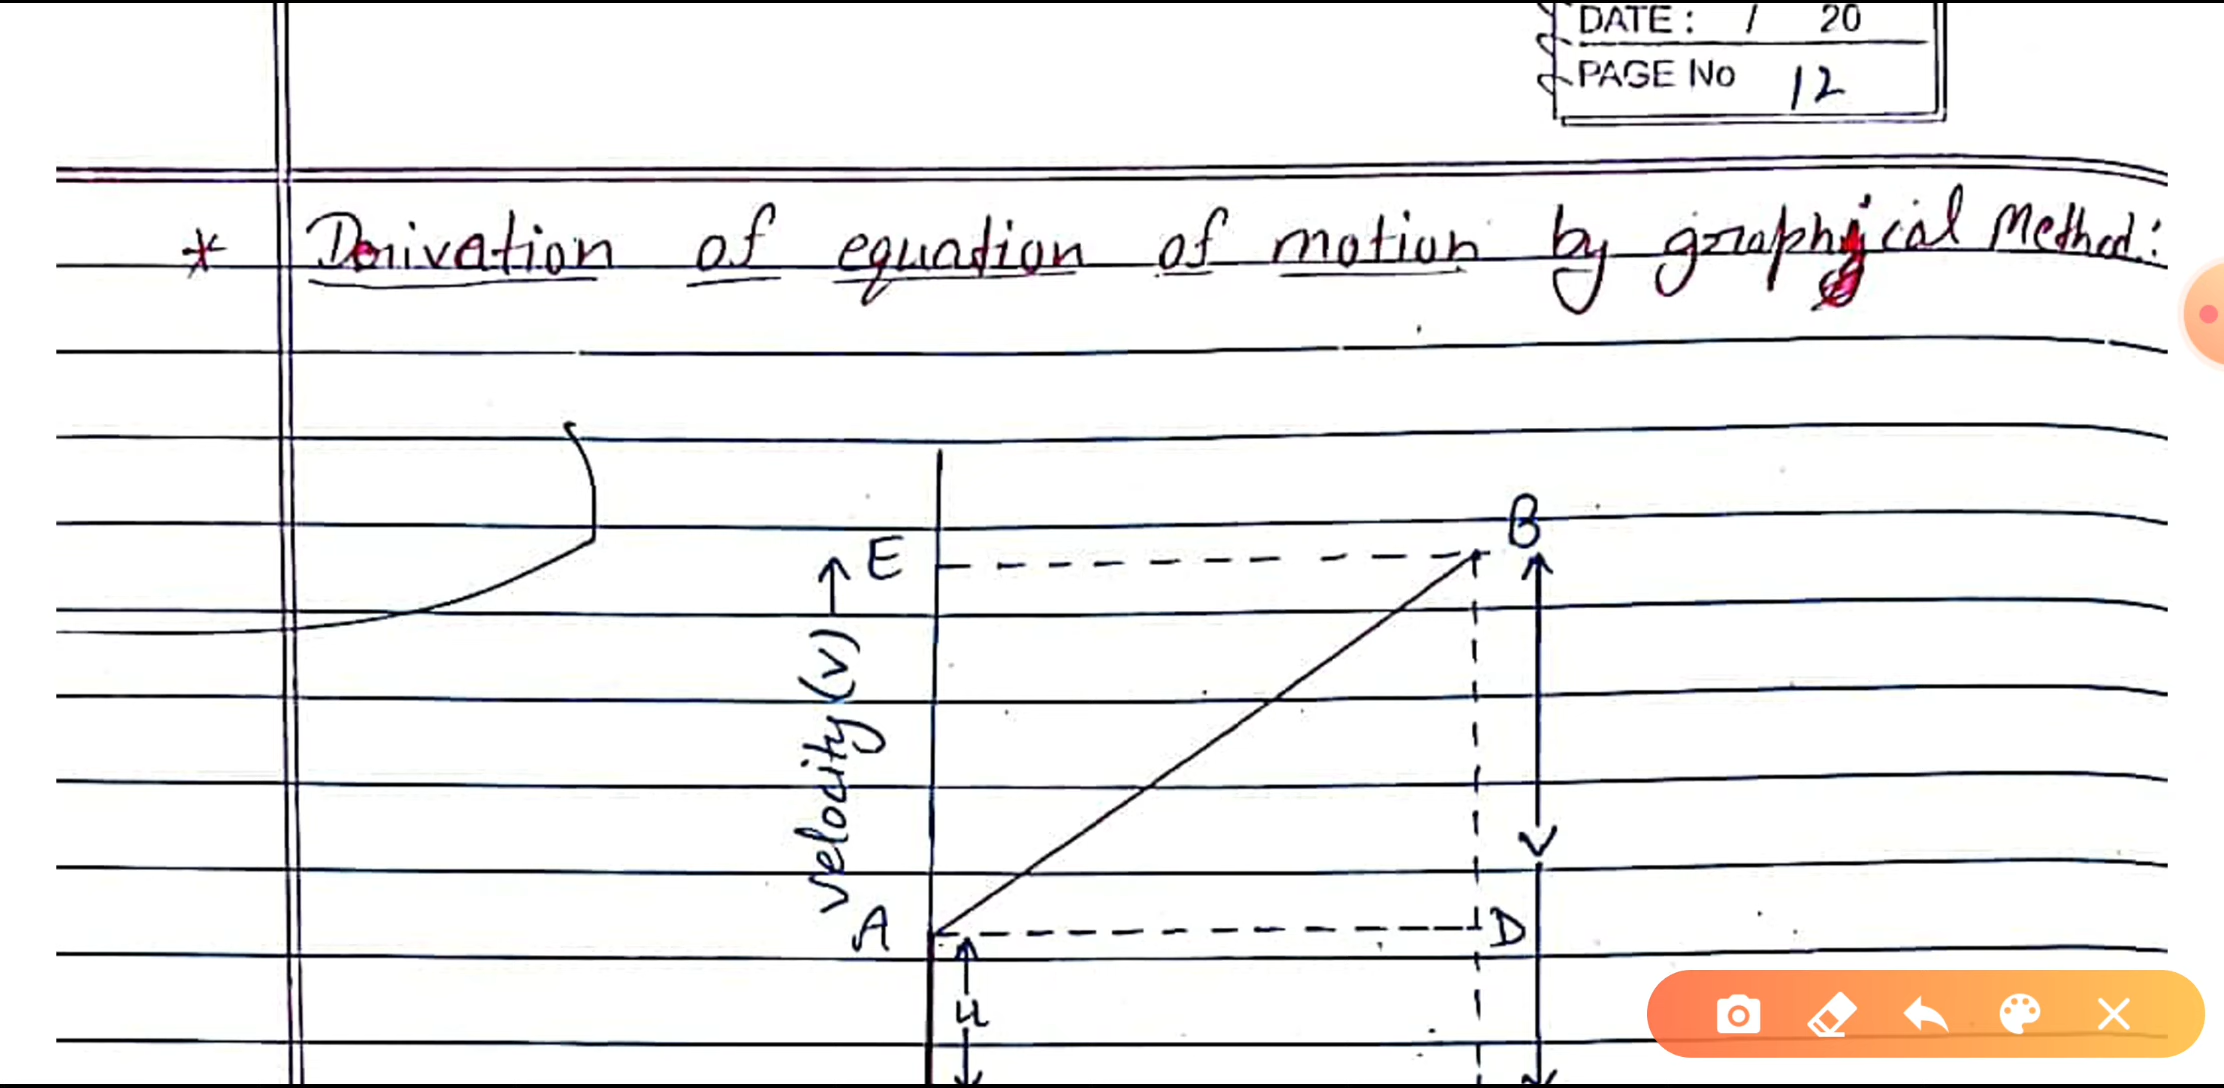 DATE : / 20
PAGE No 12
* Derivation of equation of motion by graphical Method:
B
E
velocity (v)
A
D
u